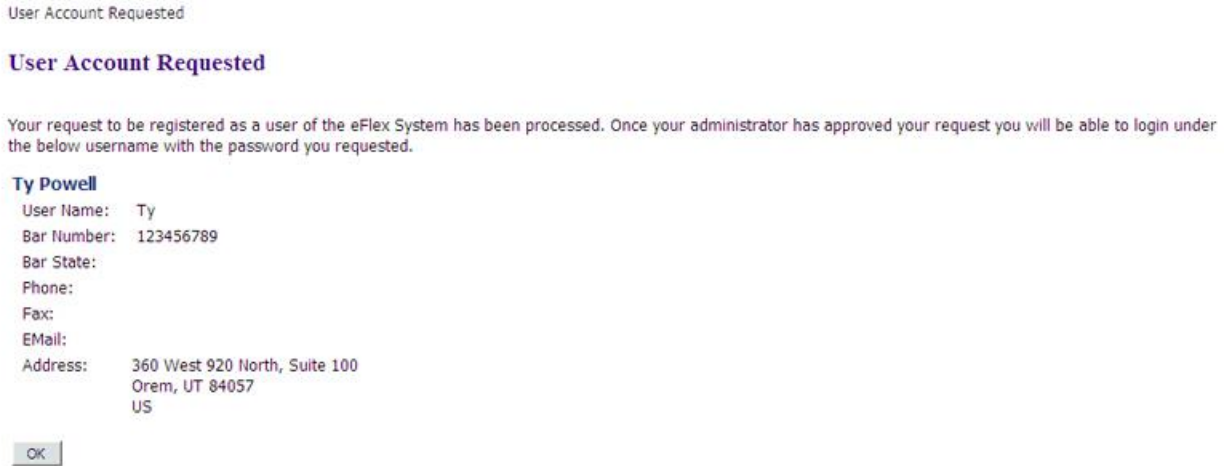 User Account Requested
User Account Requested
Your request to be registered as a user of the eFlex System has been processed. Once your administrator has approved your request you will be able to login under
the below username with the password you requested.
Ty Powell
User Name: Ty
Bar Number: 123456789
Bar State:
Phone:
Fax:
EMail:
Address: 360 West 920 North, Suite 100
Orem, UT 84057
US
OK